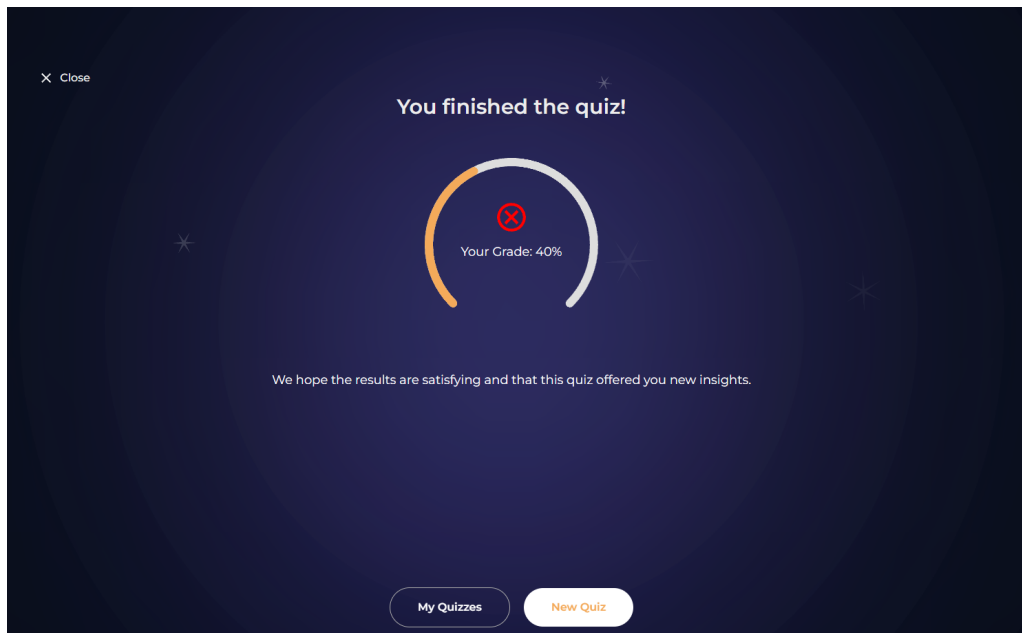 Close
You finished the quiz!
Your Grade: 40%
We hope the results are satisfying and that this quiz offered you new insights.
My Quizzes
New Quiz